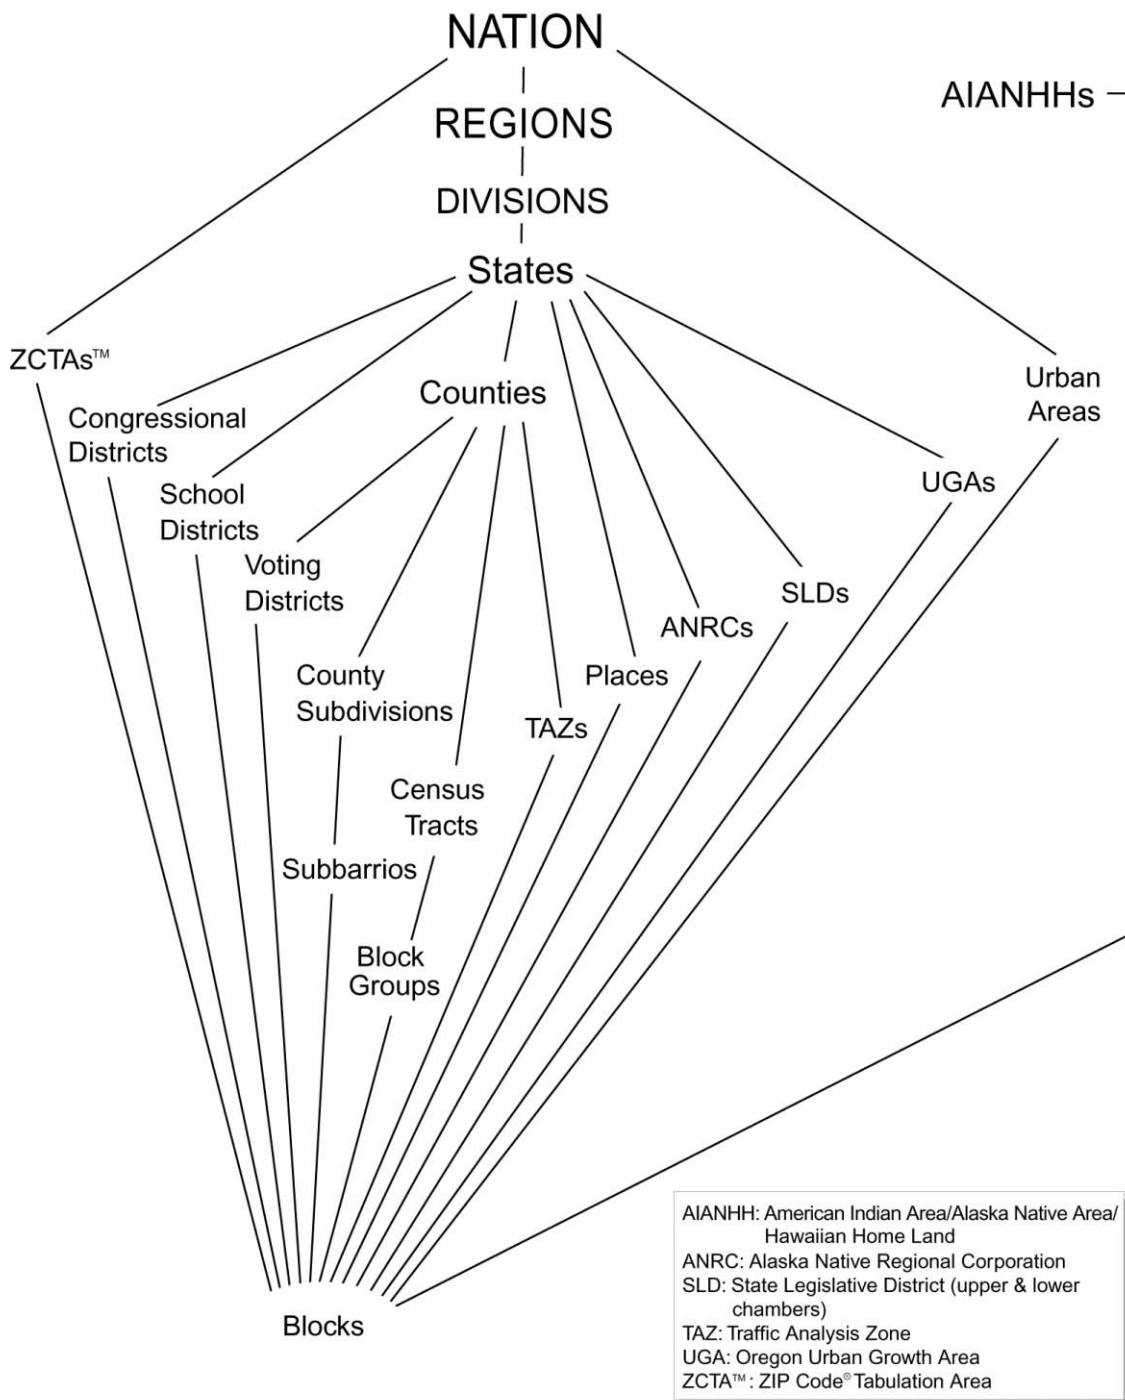 NATION
AIANHHs
REGIONS
DIVISIONS
States
ZCTAs™
Counties
Urban
Areas
Congressional
Districts
School
Districts
UGAs
Voting
Districts
SLDs
ANRCs
County
Subdivisions
Places
TAZs
Census
Tracts
Subbarrios
Block
Groups
Blocks
AIANHH: American Indian Area/Alaska Native Area/
Hawaiian Home Land
ANRC: Alaska Native Regional Corporation
SLD: State Legislative District (upper & lower
chambers)
TAZ: Traffic Analysis Zone
UGA: Oregon Urban Growth Area
ZCTA™: ZIP Code® Tabulation Area